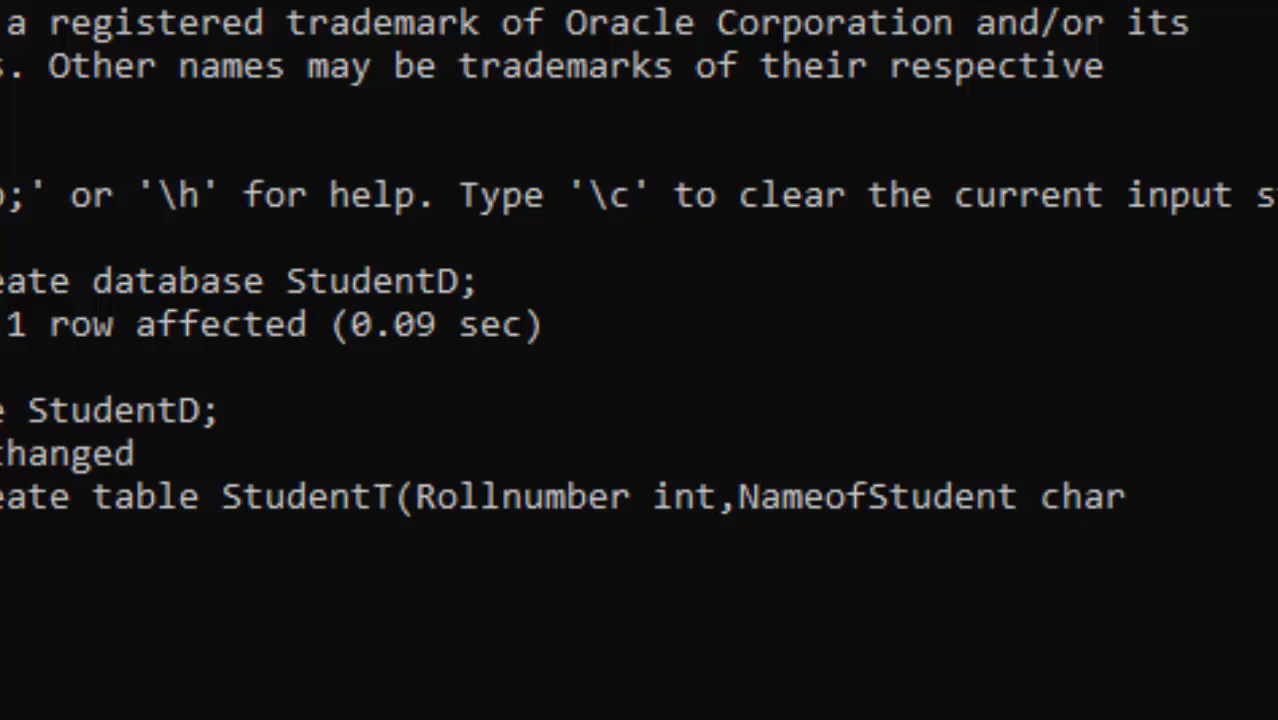 a registered trademark of Oracle Corporation and/or its
. Other names may be trademarks of their respective
;' or '\h' for help. Type '\c' to clear the current input s
eate database StudentD;
1 row affected (0.09 sec)
e StudentD;
changed
eate table StudentT(Rollnumber int,NameofStudent char